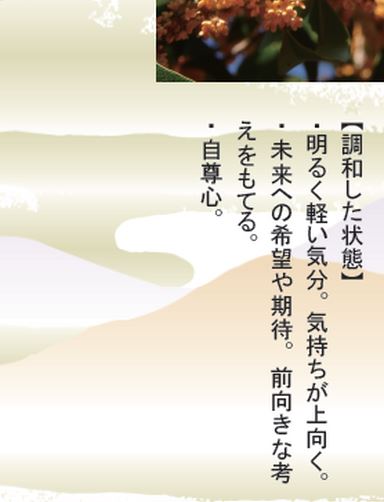 【調和した状態】
・明るく軽い気分。気持ちが上向く。
・未来への希望や期待。前向きな考
えをもてる。
・自尊心。